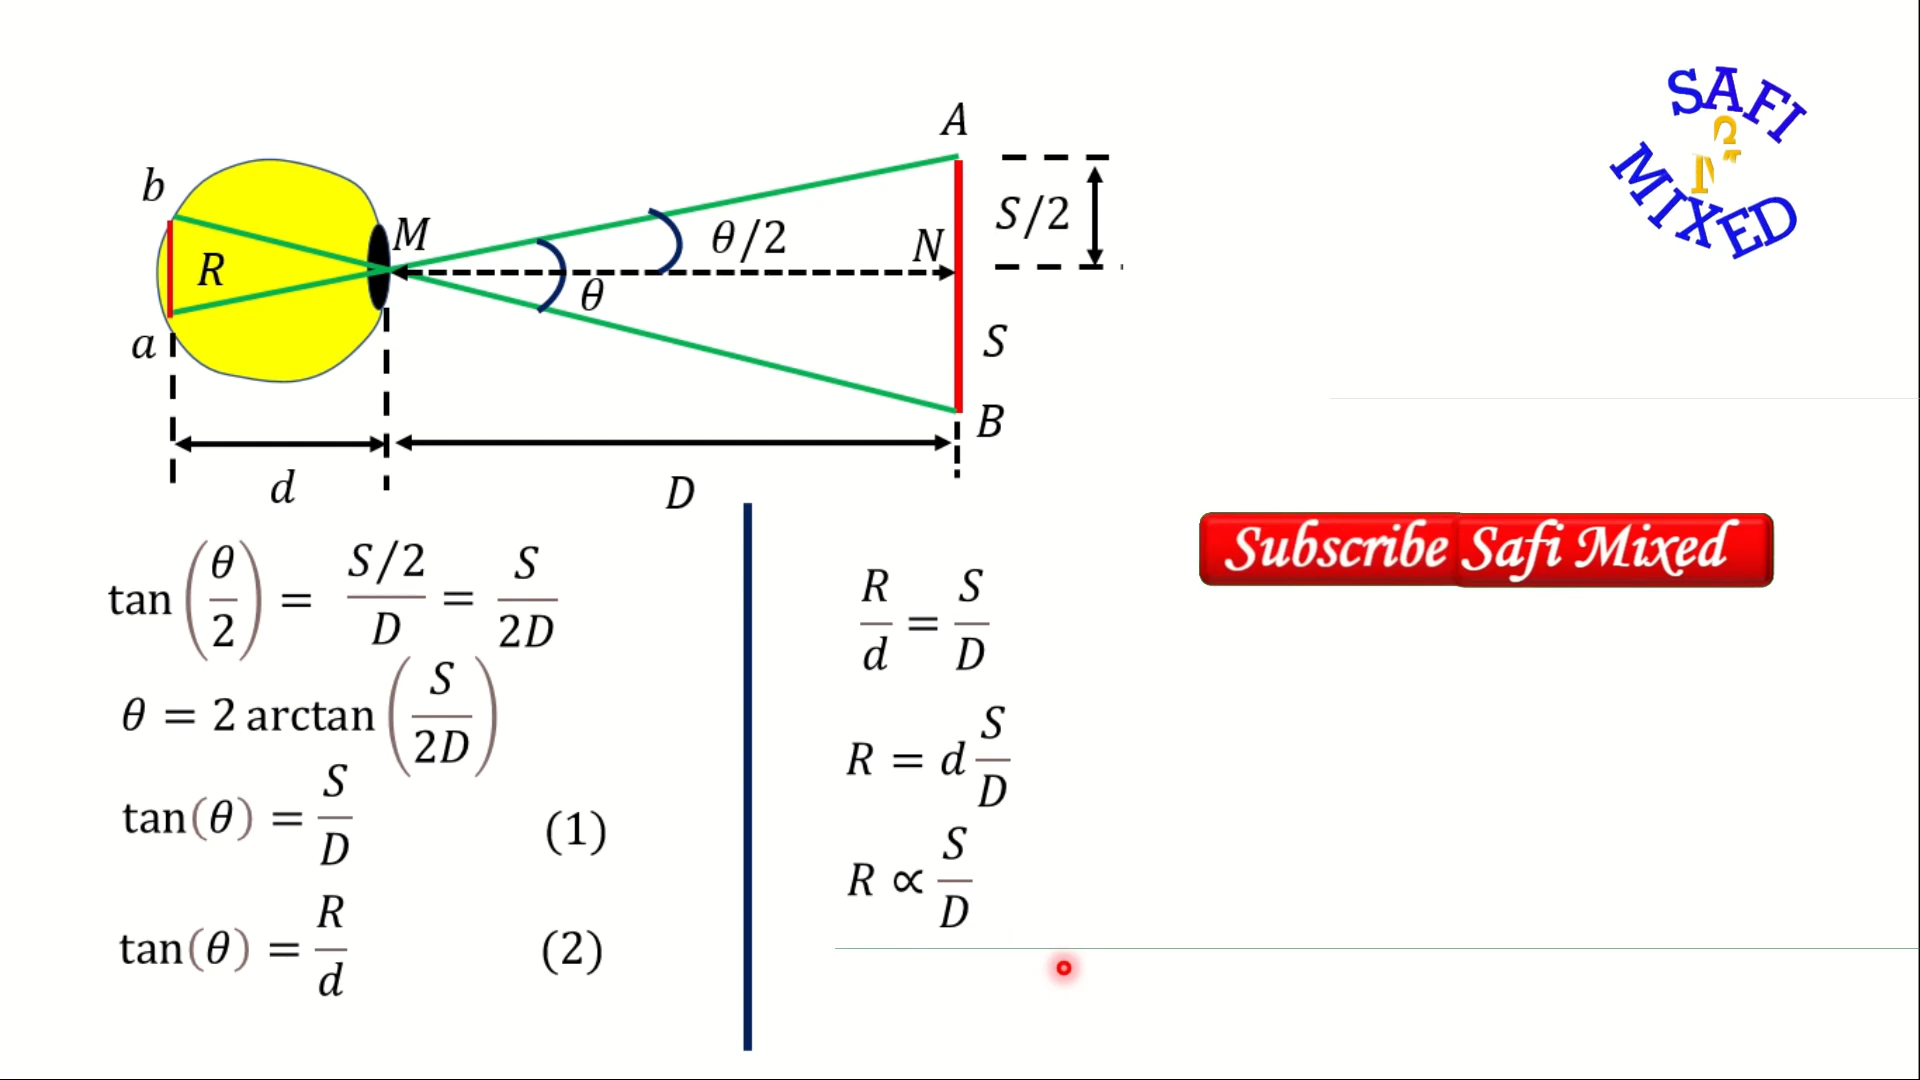 SAFI
MIXED
A
b
M
θ/2
N
S/2
R
θ
a
S
B
d
D
tan(θ/2) = (S/2)/D = S/2D
θ = 2 arctan(S/2D)
tan(θ) = S/D (1)
tan(θ) = R/d (2)
R/d = S/D
R = d S/D
R ∝ S/D
Subscribe Safi Mixed